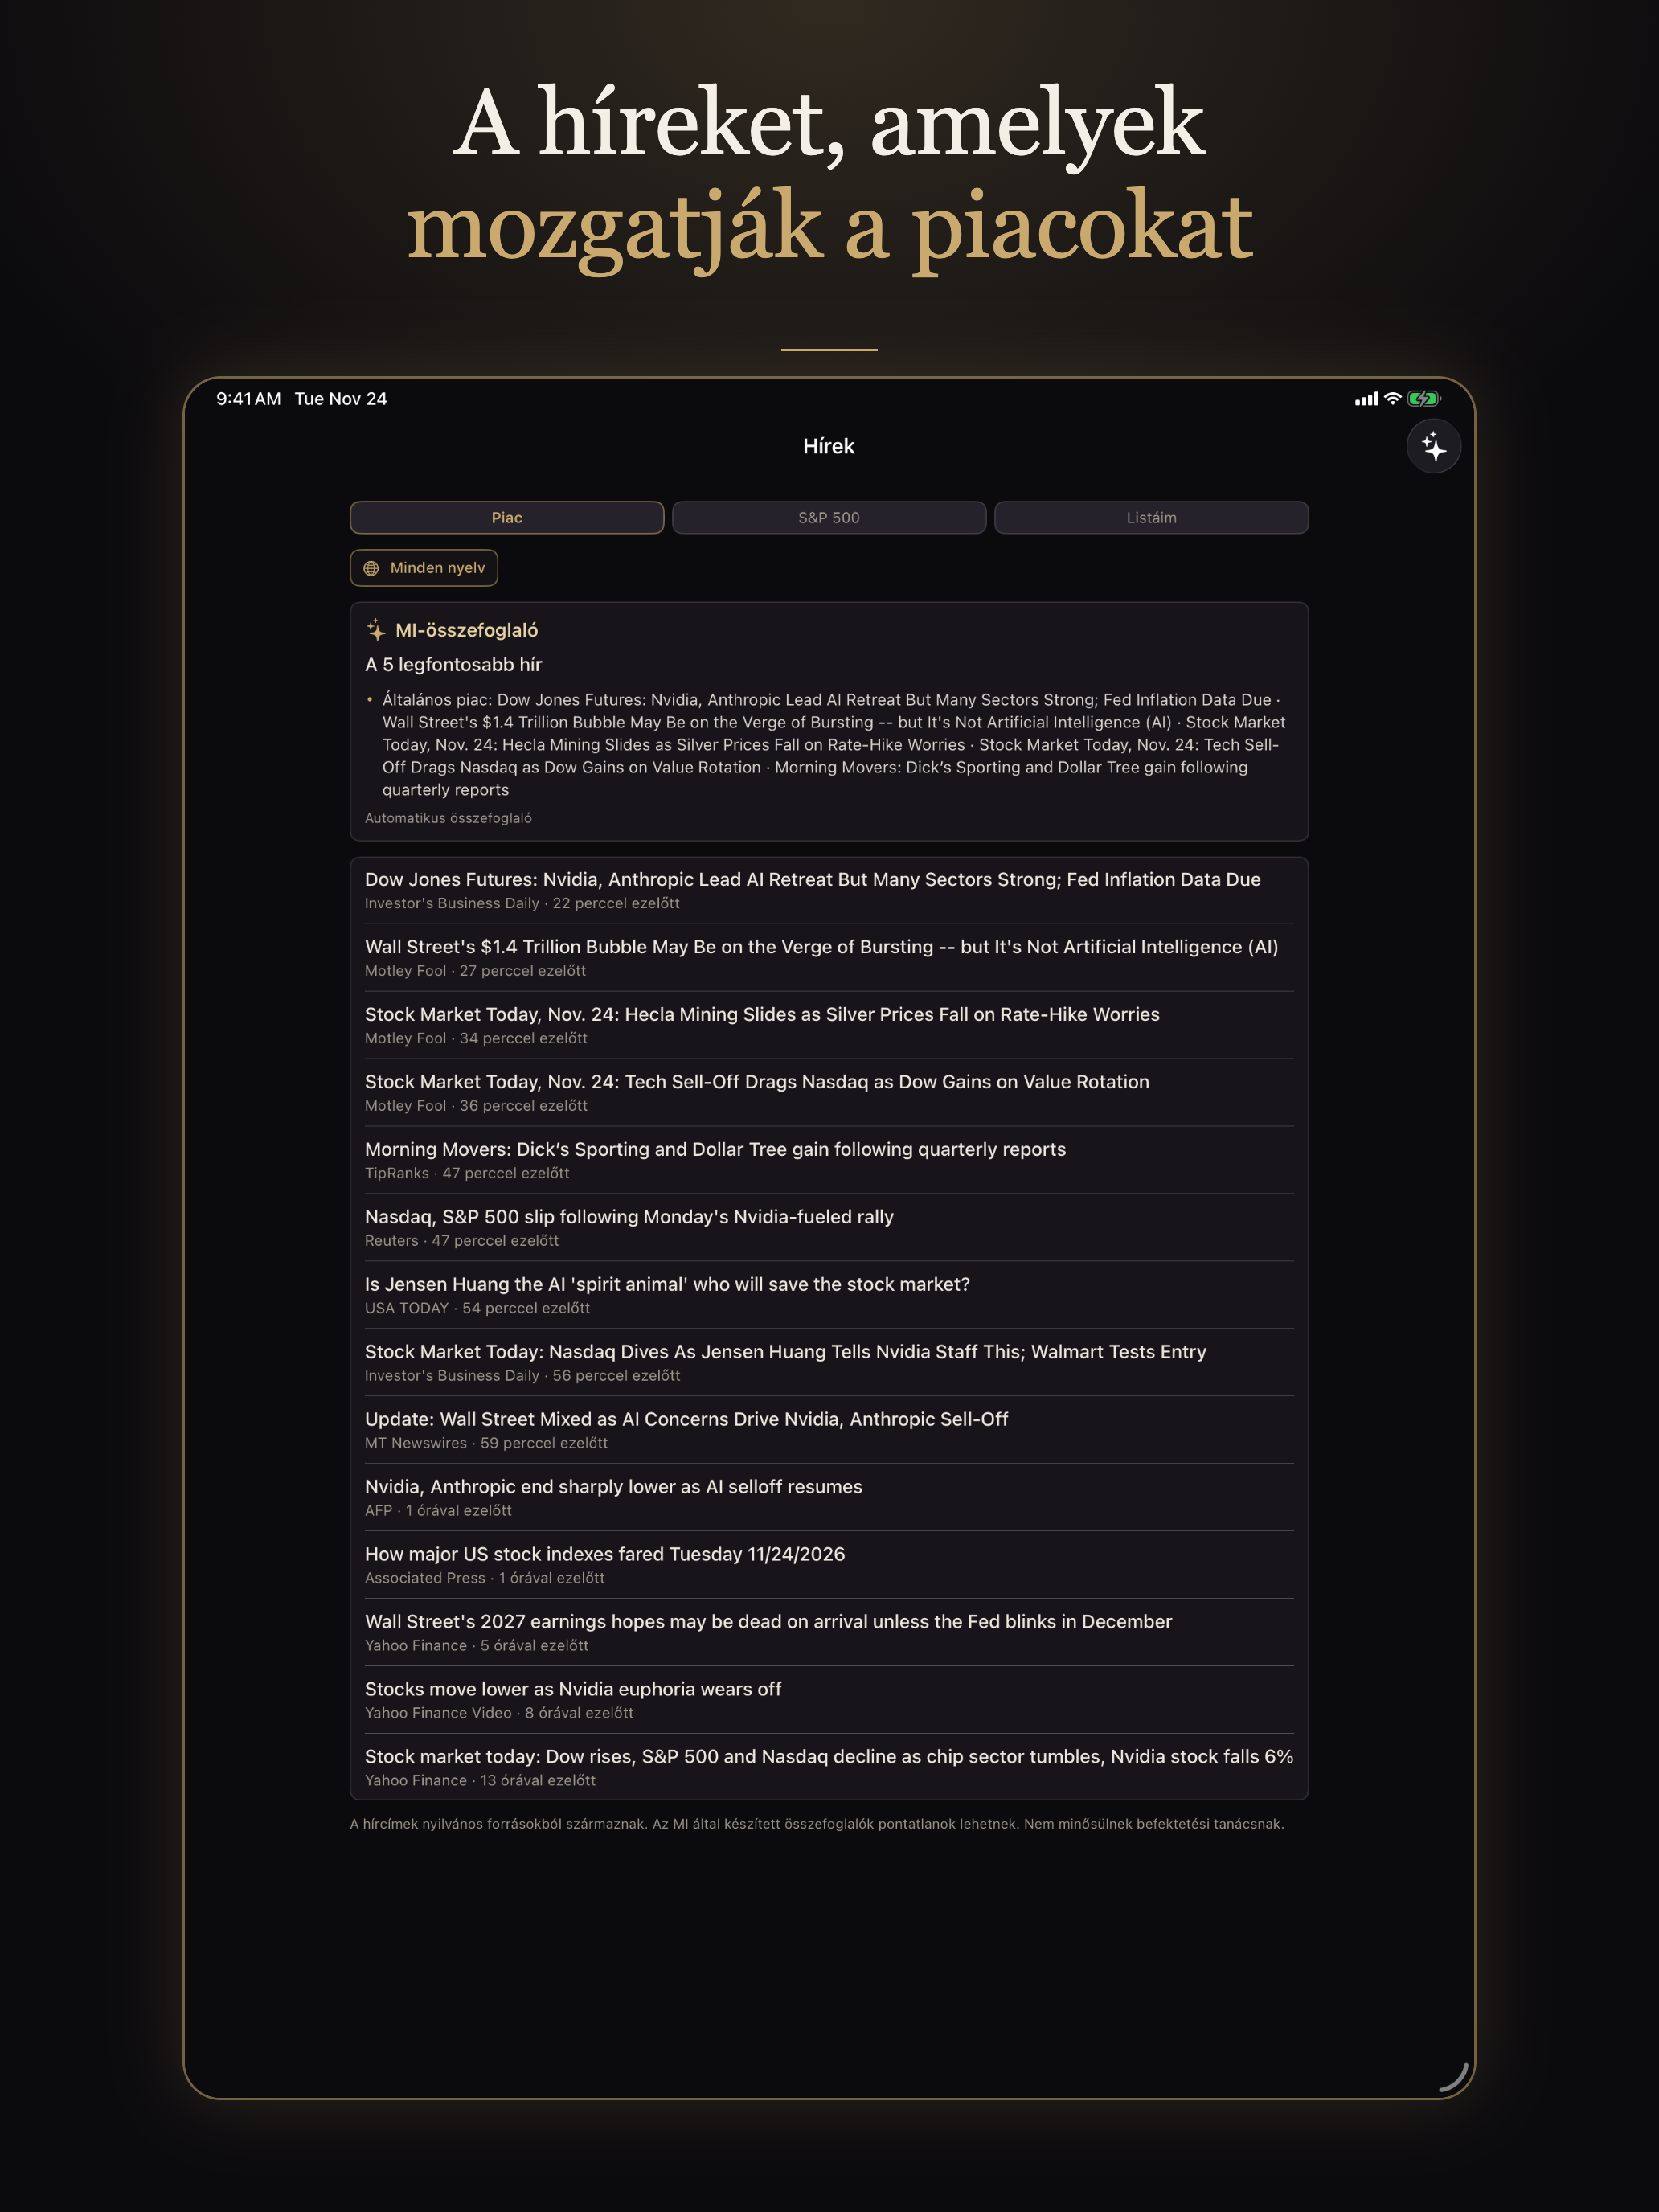 A híreket, amelyek
mozgatják a piacokat
9:41 AM Tue Nov 24
Hírek
Piac
S&P 500
Listáim
Minden nyelv
MI-összefoglaló
A 5 legfontosabb hír
• Általános piac: Dow Jones Futures: Nvidia, Anthropic Lead AI Retreat But Many Sectors Strong; Fed Inflation Data Due ·
Wall Street's $1.4 Trillion Bubble May Be on the Verge of Bursting -- but It's Not Artificial Intelligence (AI) · Stock Market
Today, Nov. 24: Hecla Mining Slides as Silver Prices Fall on Rate-Hike Worries · Stock Market Today, Nov. 24: Tech Sell-
Off Drags Nasdaq as Dow Gains on Value Rotation · Morning Movers: Dick’s Sporting and Dollar Tree gain following
quarterly reports
Automatikus összefoglaló
Dow Jones Futures: Nvidia, Anthropic Lead AI Retreat But Many Sectors Strong; Fed Inflation Data Due
Investor's Business Daily · 22 perccel ezelőtt
Wall Street's $1.4 Trillion Bubble May Be on the Verge of Bursting -- but It's Not Artificial Intelligence (AI)
Motley Fool · 27 perccel ezelőtt
Stock Market Today, Nov. 24: Hecla Mining Slides as Silver Prices Fall on Rate-Hike Worries
Motley Fool · 34 perccel ezelőtt
Stock Market Today, Nov. 24: Tech Sell-Off Drags Nasdaq as Dow Gains on Value Rotation
Motley Fool · 36 perccel ezelőtt
Morning Movers: Dick’s Sporting and Dollar Tree gain following quarterly reports
TipRanks · 47 perccel ezelőtt
Nasdaq, S&P 500 slip following Monday's Nvidia-fueled rally
Reuters · 47 perccel ezelőtt
Is Jensen Huang the AI 'spirit animal' who will save the stock market?
USA TODAY · 54 perccel ezelőtt
Stock Market Today: Nasdaq Dives As Jensen Huang Tells Nvidia Staff This; Walmart Tests Entry
Investor's Business Daily · 56 perccel ezelőtt
Update: Wall Street Mixed as AI Concerns Drive Nvidia, Anthropic Sell-Off
MT Newswires · 59 perccel ezelőtt
Nvidia, Anthropic end sharply lower as AI selloff resumes
AFP · 1 órával ezelőtt
How major US stock indexes fared Tuesday 11/24/2026
Associated Press · 1 órával ezelőtt
Wall Street's 2027 earnings hopes may be dead on arrival unless the Fed blinks in December
Yahoo Finance · 5 órával ezelőtt
Stocks move lower as Nvidia euphoria wears off
Yahoo Finance Video · 8 órával ezelőtt
Stock market today: Dow rises, S&P 500 and Nasdaq decline as chip sector tumbles, Nvidia stock falls 6%
Yahoo Finance · 13 órával ezelőtt
A hírcímek nyilvános forrásokból származnak. Az MI által készített összefoglalók pontatlanok lehetnek. Nem minősülnek befektetési tanácsnak.